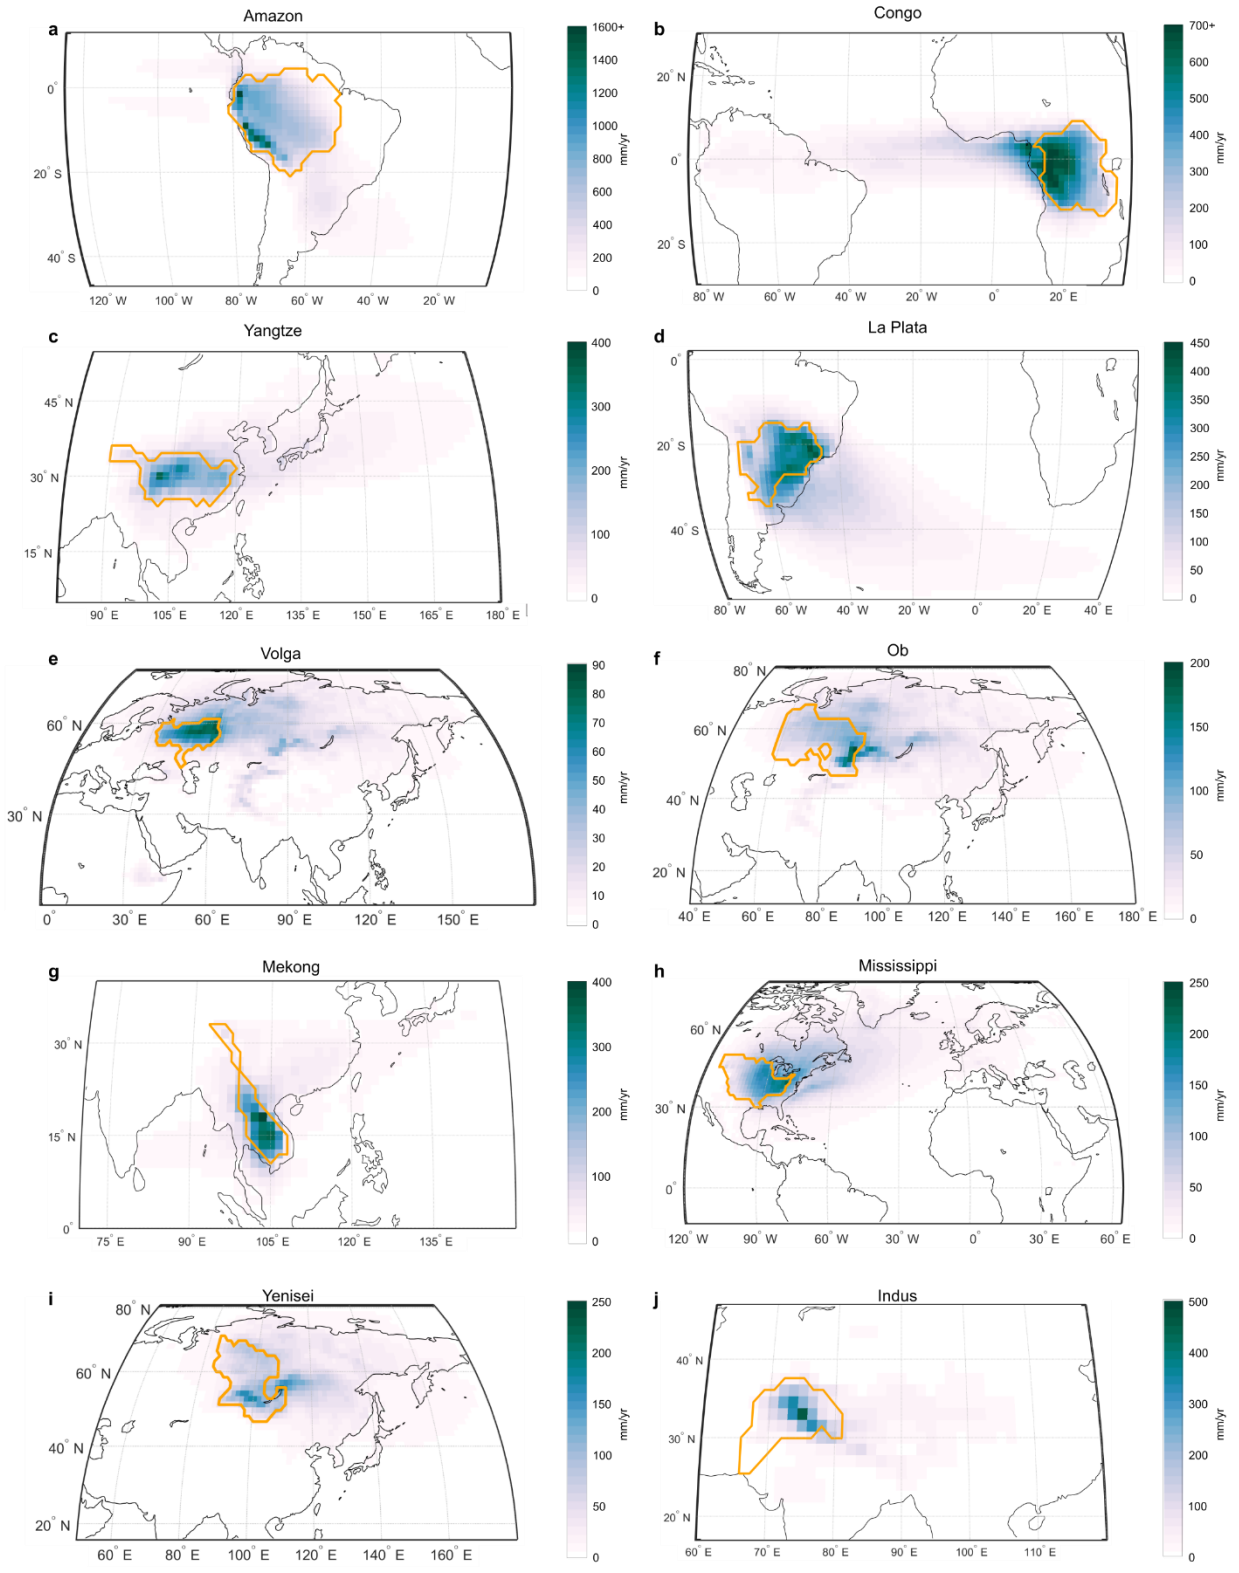 a Amazon
0°
20° S
40° S
120° W 100° W 80° W 60° W 40° W 20° W
1600+
1400
1200
1000
800
600
400
200
0
mm/yr
b Congo
20° N
0°
20° S
80° W 60° W 40° W 20° W 0° 20° E
700+
600
500
400
300
200
100
0
mm/yr
c Yangtze
45° N
30° N
15° N
90° E 105° E 120° E 135° E 150° E 165° E 180° E
400
300
200
100
0
mm/yr
d La Plata
0°
20° S
40° S
80° W 60° W 40° W 20° W 0° 20° E 40° E
450
400
350
300
250
200
150
100
50
0
mm/yr
e Volga
60° N
30° N
0° 30° E 60° E 90° E 120° E 150° E
90
80
70
60
50
40
30
20
10
0
mm/yr
f Ob
80° N
60° N
40° N
20° N
40° E 60° E 80° E 100° E 120° E 140° E 160° E 180° E
200
150
100
50
0
mm/yr
g Mekong
30° N
15° N
0°
75° E 90° E 105° E 120° E 135° E
400
300
200
100
0
mm/yr
h Mississippi
60° N
30° N
0°
120° W 90° W 60° W 30° W 0° 30° E 60° E
250
200
150
100
50
0
mm/yr
i Yenisei
80° N
60° N
40° N
20° N
60° E 80° E 100° E 120° E 140° E 160° E
250
200
150
100
50
0
mm/yr
j Indus
40° N
30° N
20° N
60° E 70° E 80° E 90° E 100° E 110° E
500
400
300
200
100
0
mm/yr